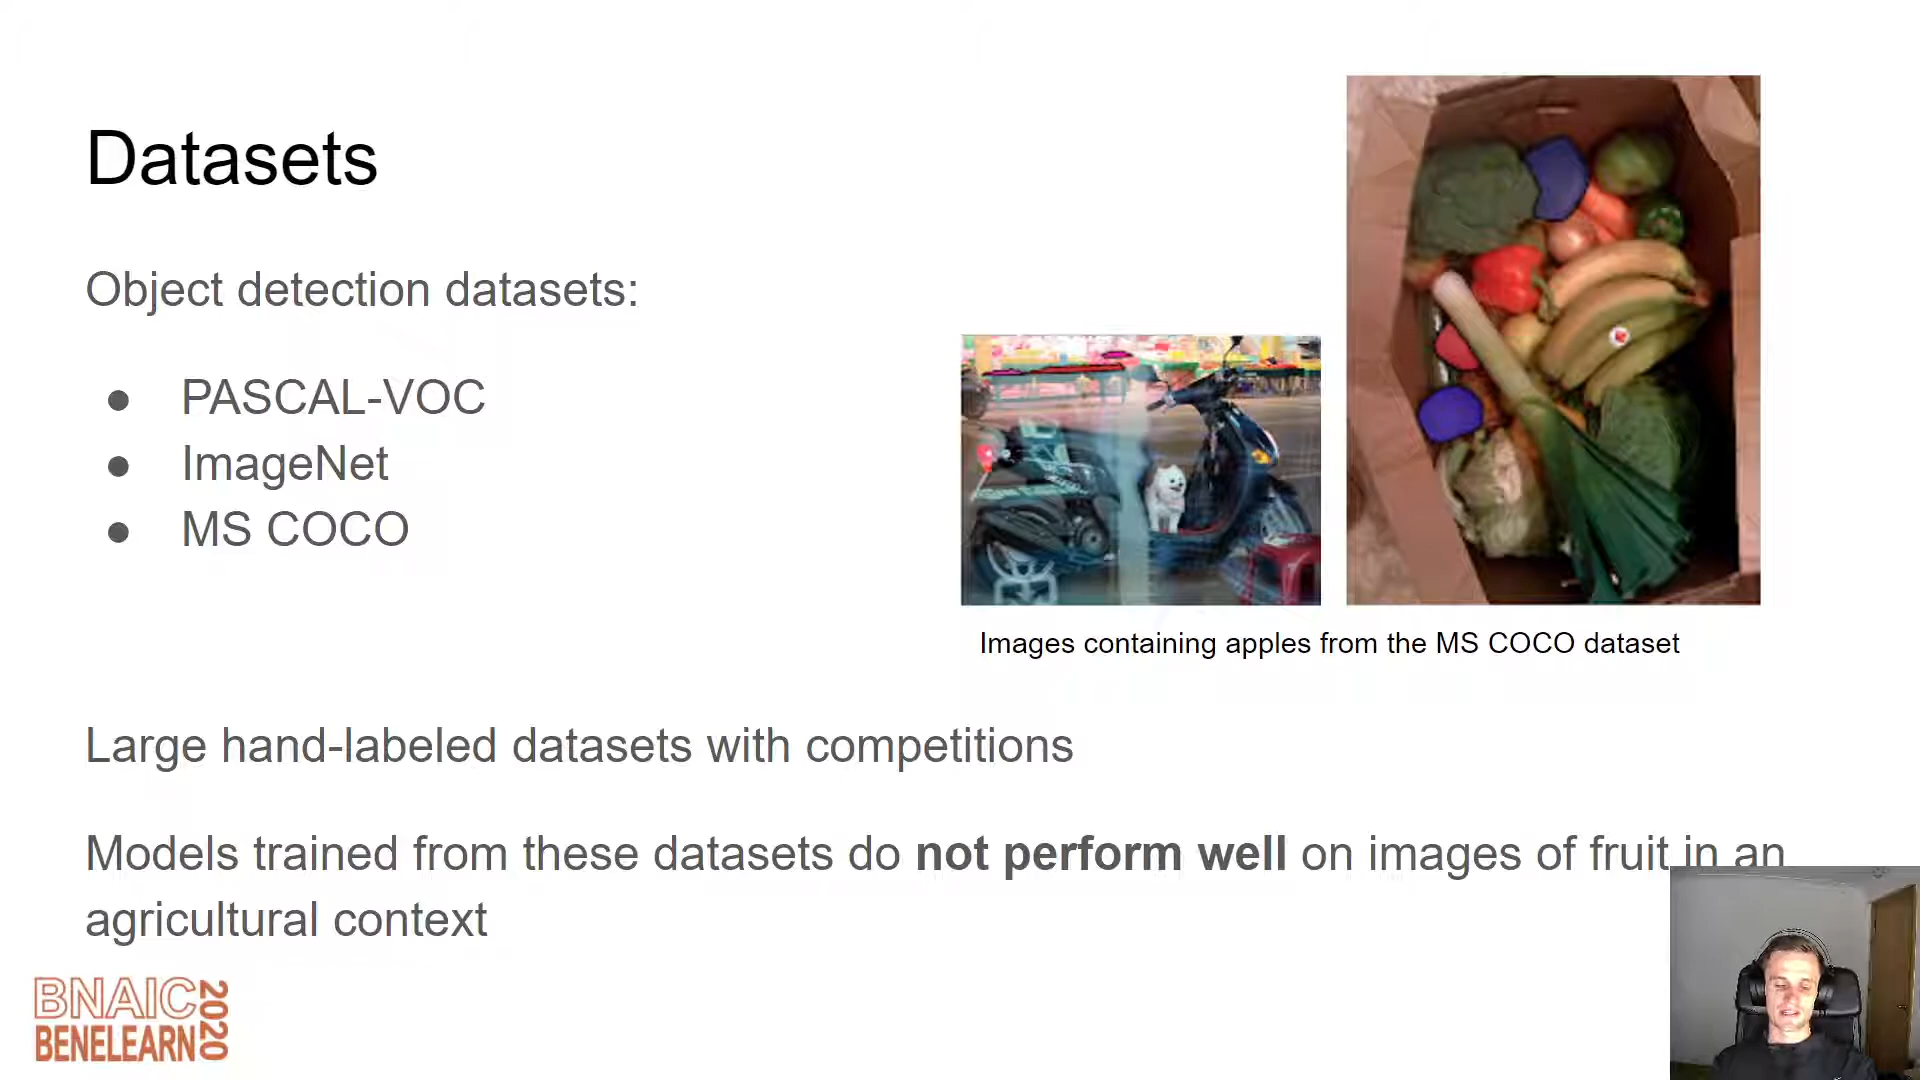 Datasets
Object detection datasets:
● PASCAL-VOC
● ImageNet
● MS COCO
Images containing apples from the MS COCO dataset
Large hand-labeled datasets with competitions
Models trained from these datasets do not perform well on images of fruit in an
agricultural context
BNAIC
BENELEARN
2020